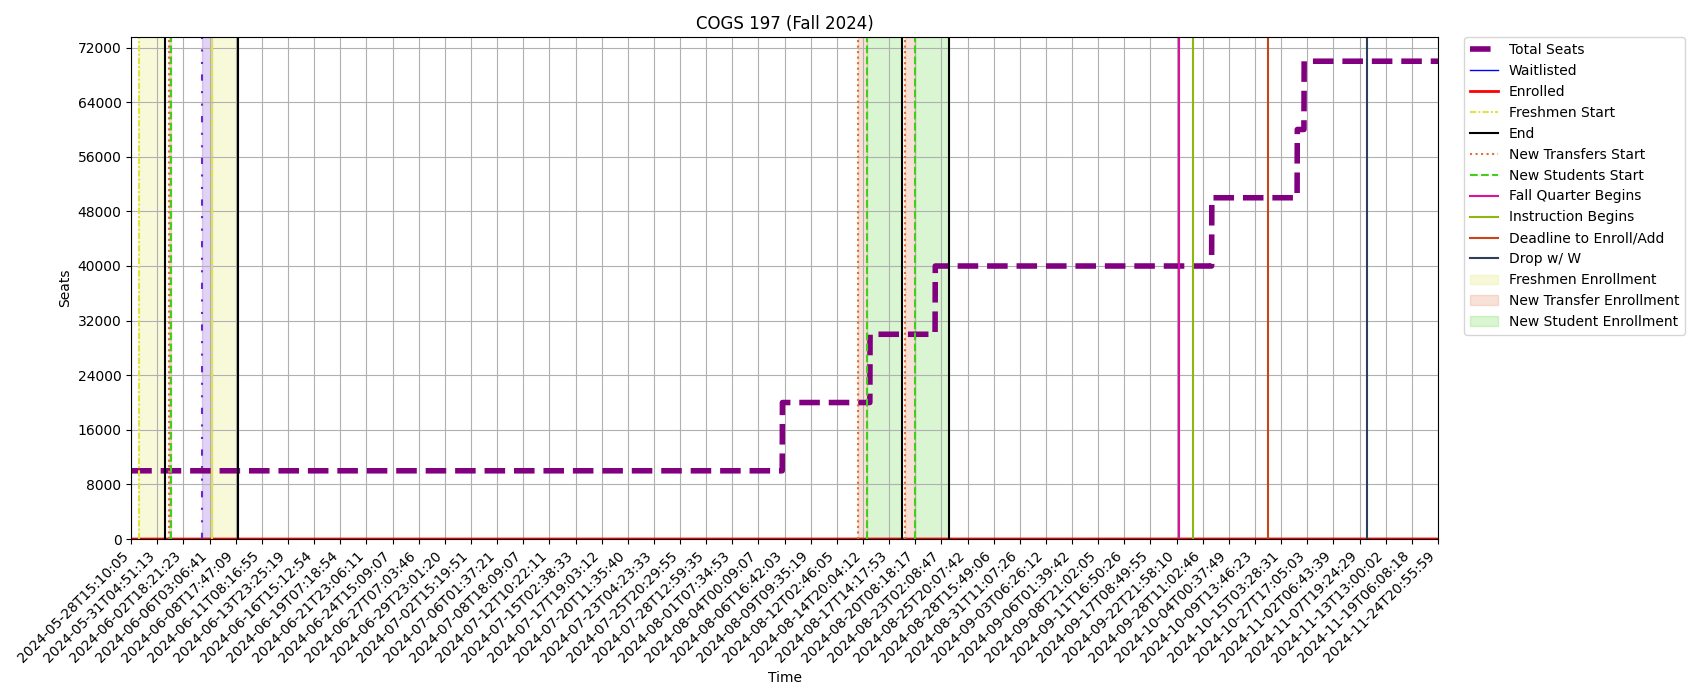 COGS 197 (Fall 2024)
72000
64000
56000
48000
40000
32000
24000
16000
8000
0
Seats
2024-05-28T15:10:05
2024-05-31T04:51:13
2024-06-02T18:21:23
2024-06-06T03:06:41
2024-06-08T17:47:09
2024-06-11T08:16:55
2024-06-13T23:25:19
2024-06-16T15:12:54
2024-06-19T07:18:54
2024-06-21T23:06:11
2024-06-24T15:09:07
2024-06-27T07:03:46
2024-06-29T23:01:20
2024-07-02T15:19:51
2024-07-06T01:37:21
2024-07-08T18:09:07
2024-07-12T10:22:11
2024-07-15T02:38:33
2024-07-17T19:03:12
2024-07-20T11:35:40
2024-07-23T04:23:33
2024-07-25T20:29:55
2024-07-28T12:59:35
2024-08-01T07:34:53
2024-08-04T00:09:07
2024-08-06T16:42:03
2024-08-09T09:35:19
2024-08-12T02:46:05
2024-08-14T20:04:12
2024-08-17T14:17:53
2024-08-20T08:18:17
2024-08-23T02:08:47
2024-08-25T20:07:42
2024-08-28T15:49:06
2024-08-31T11:07:26
2024-09-03T06:26:12
2024-09-06T01:39:42
2024-09-08T21:02:05
2024-09-11T16:50:26
2024-09-17T08:49:55
2024-09-22T21:58:10
2024-09-28T11:02:46
2024-10-04T00:37:49
2024-10-09T13:46:23
2024-10-15T03:28:31
2024-10-27T17:05:03
2024-11-02T06:43:39
2024-11-07T19:24:29
2024-11-13T13:00:02
2024-11-19T06:08:18
2024-11-24T20:55:59
Time
Total Seats
Waitlisted
Enrolled
Freshmen Start
End
New Transfers Start
New Students Start
Fall Quarter Begins
Instruction Begins
Deadline to Enroll/Add
Drop w/ W
Freshmen Enrollment
New Transfer Enrollment
New Student Enrollment